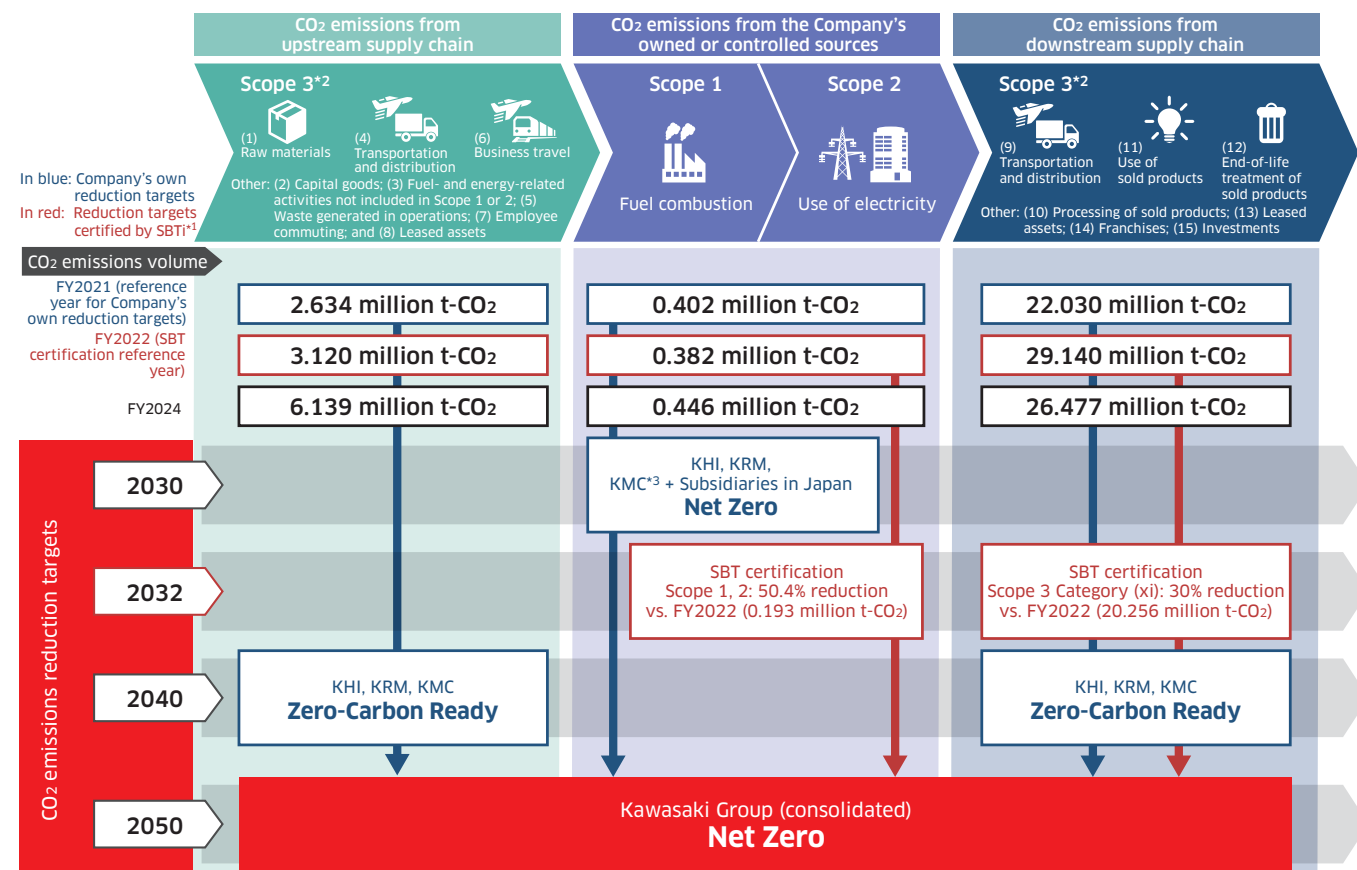 CO2 emissions from
upstream supply chain
CO2 emissions from the Company's
owned or controlled sources
CO2 emissions from
downstream supply chain
Scope 3*2
(1)
Raw materials
(4)
Transportation
and distribution
(6)
Business travel
Other: (2) Capital goods; (3) Fuel- and energy-related
activities not included in Scope 1 or 2; (5)
Waste generated in operations; (7) Employee
commuting; and (8) Leased assets
Scope 1
Fuel combustion
Scope 2
Use of electricity
Scope 3*2
(9)
Transportation
and distribution
(11)
Use of
sold products
(12)
End-of-life
treatment of
sold products
Other: (10) Processing of sold products; (13) Leased
assets; (14) Franchises; (15) Investments
In blue: Company's own
reduction targets
In red: Reduction targets
certified by SBTi*1
CO2 emissions volume
FY2021 (reference
year for Company's
own reduction targets)
2.634 million t-CO2
0.402 million t-CO2
22.030 million t-CO2
FY2022 (SBT
certification reference
year)
3.120 million t-CO2
0.382 million t-CO2
29.140 million t-CO2
FY2024
6.139 million t-CO2
0.446 million t-CO2
26.477 million t-CO2
CO2 emissions reduction targets
2030
KHI, KRM,
KMC*3 + Subsidiaries in Japan
Net Zero
2032
SBT certification
Scope 1, 2: 50.4% reduction
vs. FY2022 (0.193 million t-CO2)
SBT certification
Scope 3 Category (xi): 30% reduction
vs. FY2022 (20.256 million t-CO2)
2040
KHI, KRM, KMC
Zero-Carbon Ready
KHI, KRM, KMC
Zero-Carbon Ready
2050
Kawasaki Group (consolidated)
Net Zero